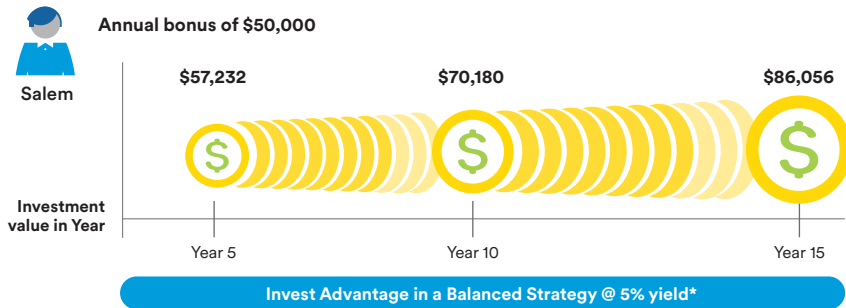 Annual bonus of $50,000
Salem
$57,232 $70,180 $86,056
$ $ $
Investment
value in Year
Year 5 Year 10 Year 15
Invest Advantage in a Balanced Strategy @ 5% yield*